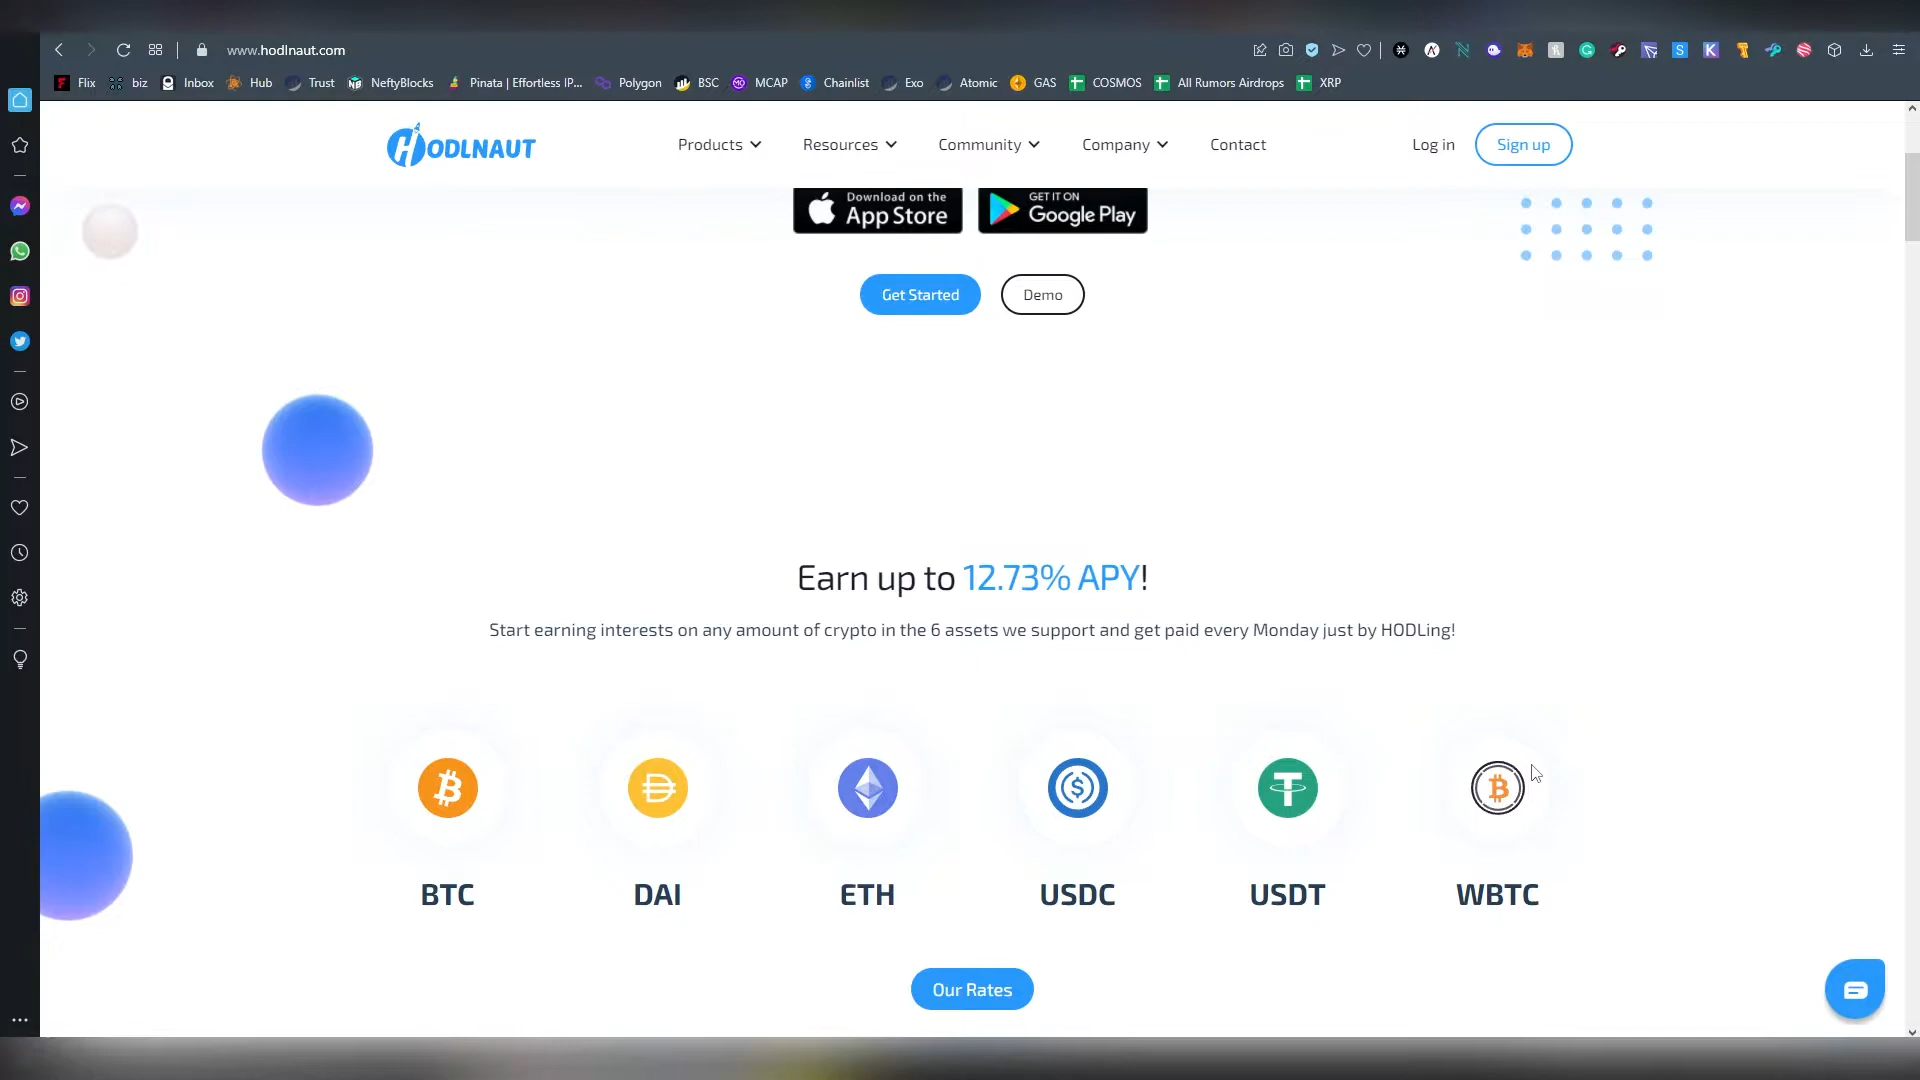 www.hodlnaut.com
Flix biz Inbox Hub Trust NeftyBlocks Pinata | Effortless IP... Polygon BSC MCAP Chainlist Exo Atomic GAS COSMOS All Rumors Airdrops XRP
HODLNAUT Products Resources Community Company Contact Log in Sign up
Download on the App Store
GET IT ON Google Play
Get Started Demo
Earn up to 12.73% APY!
Start earning interests on any amount of crypto in the 6 assets we support and get paid every Monday just by HODLing!
BTC DAI ETH USDC USDT WBTC
Our Rates